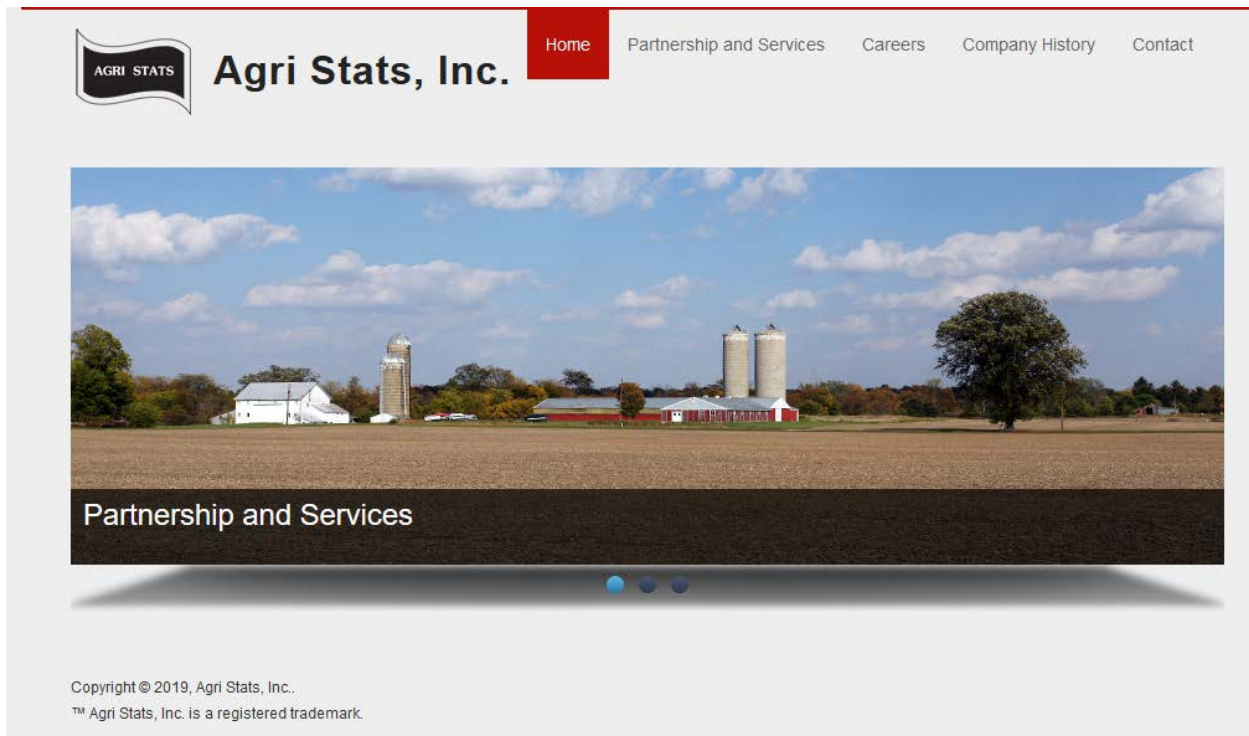 AGRI STATS
Agri Stats, Inc.
Home
Partnership and Services
Careers
Company History
Contact
Partnership and Services
Copyright © 2019, Agri Stats, Inc..
™ Agri Stats, Inc. is a registered trademark.